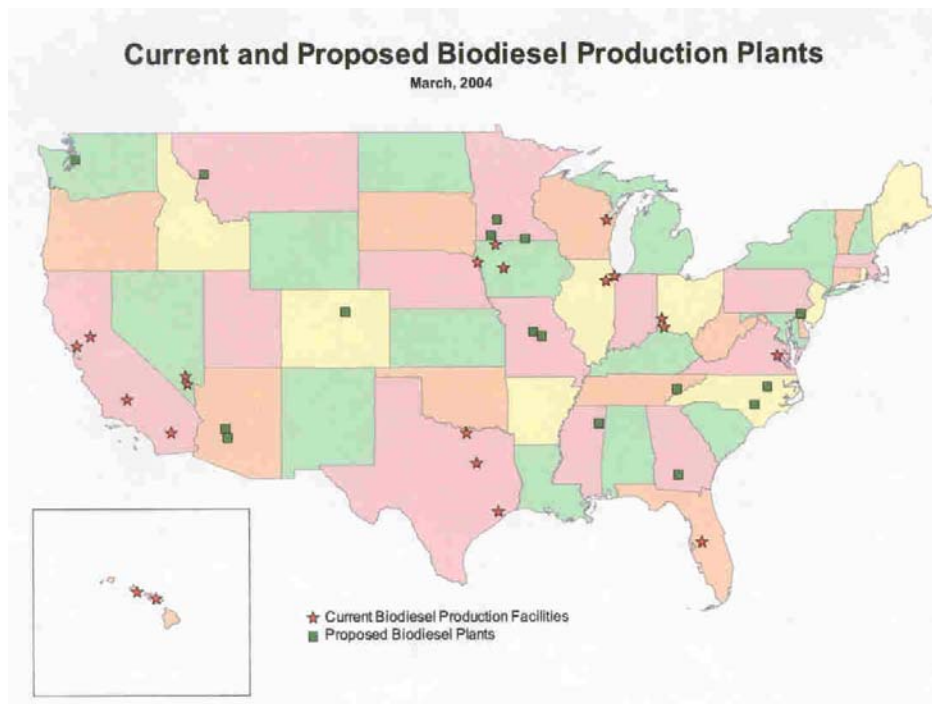 Current and Proposed Biodiesel Production Plants
March, 2004
Current Biodiesel Production Facilities
Proposed Biodiesel Plants